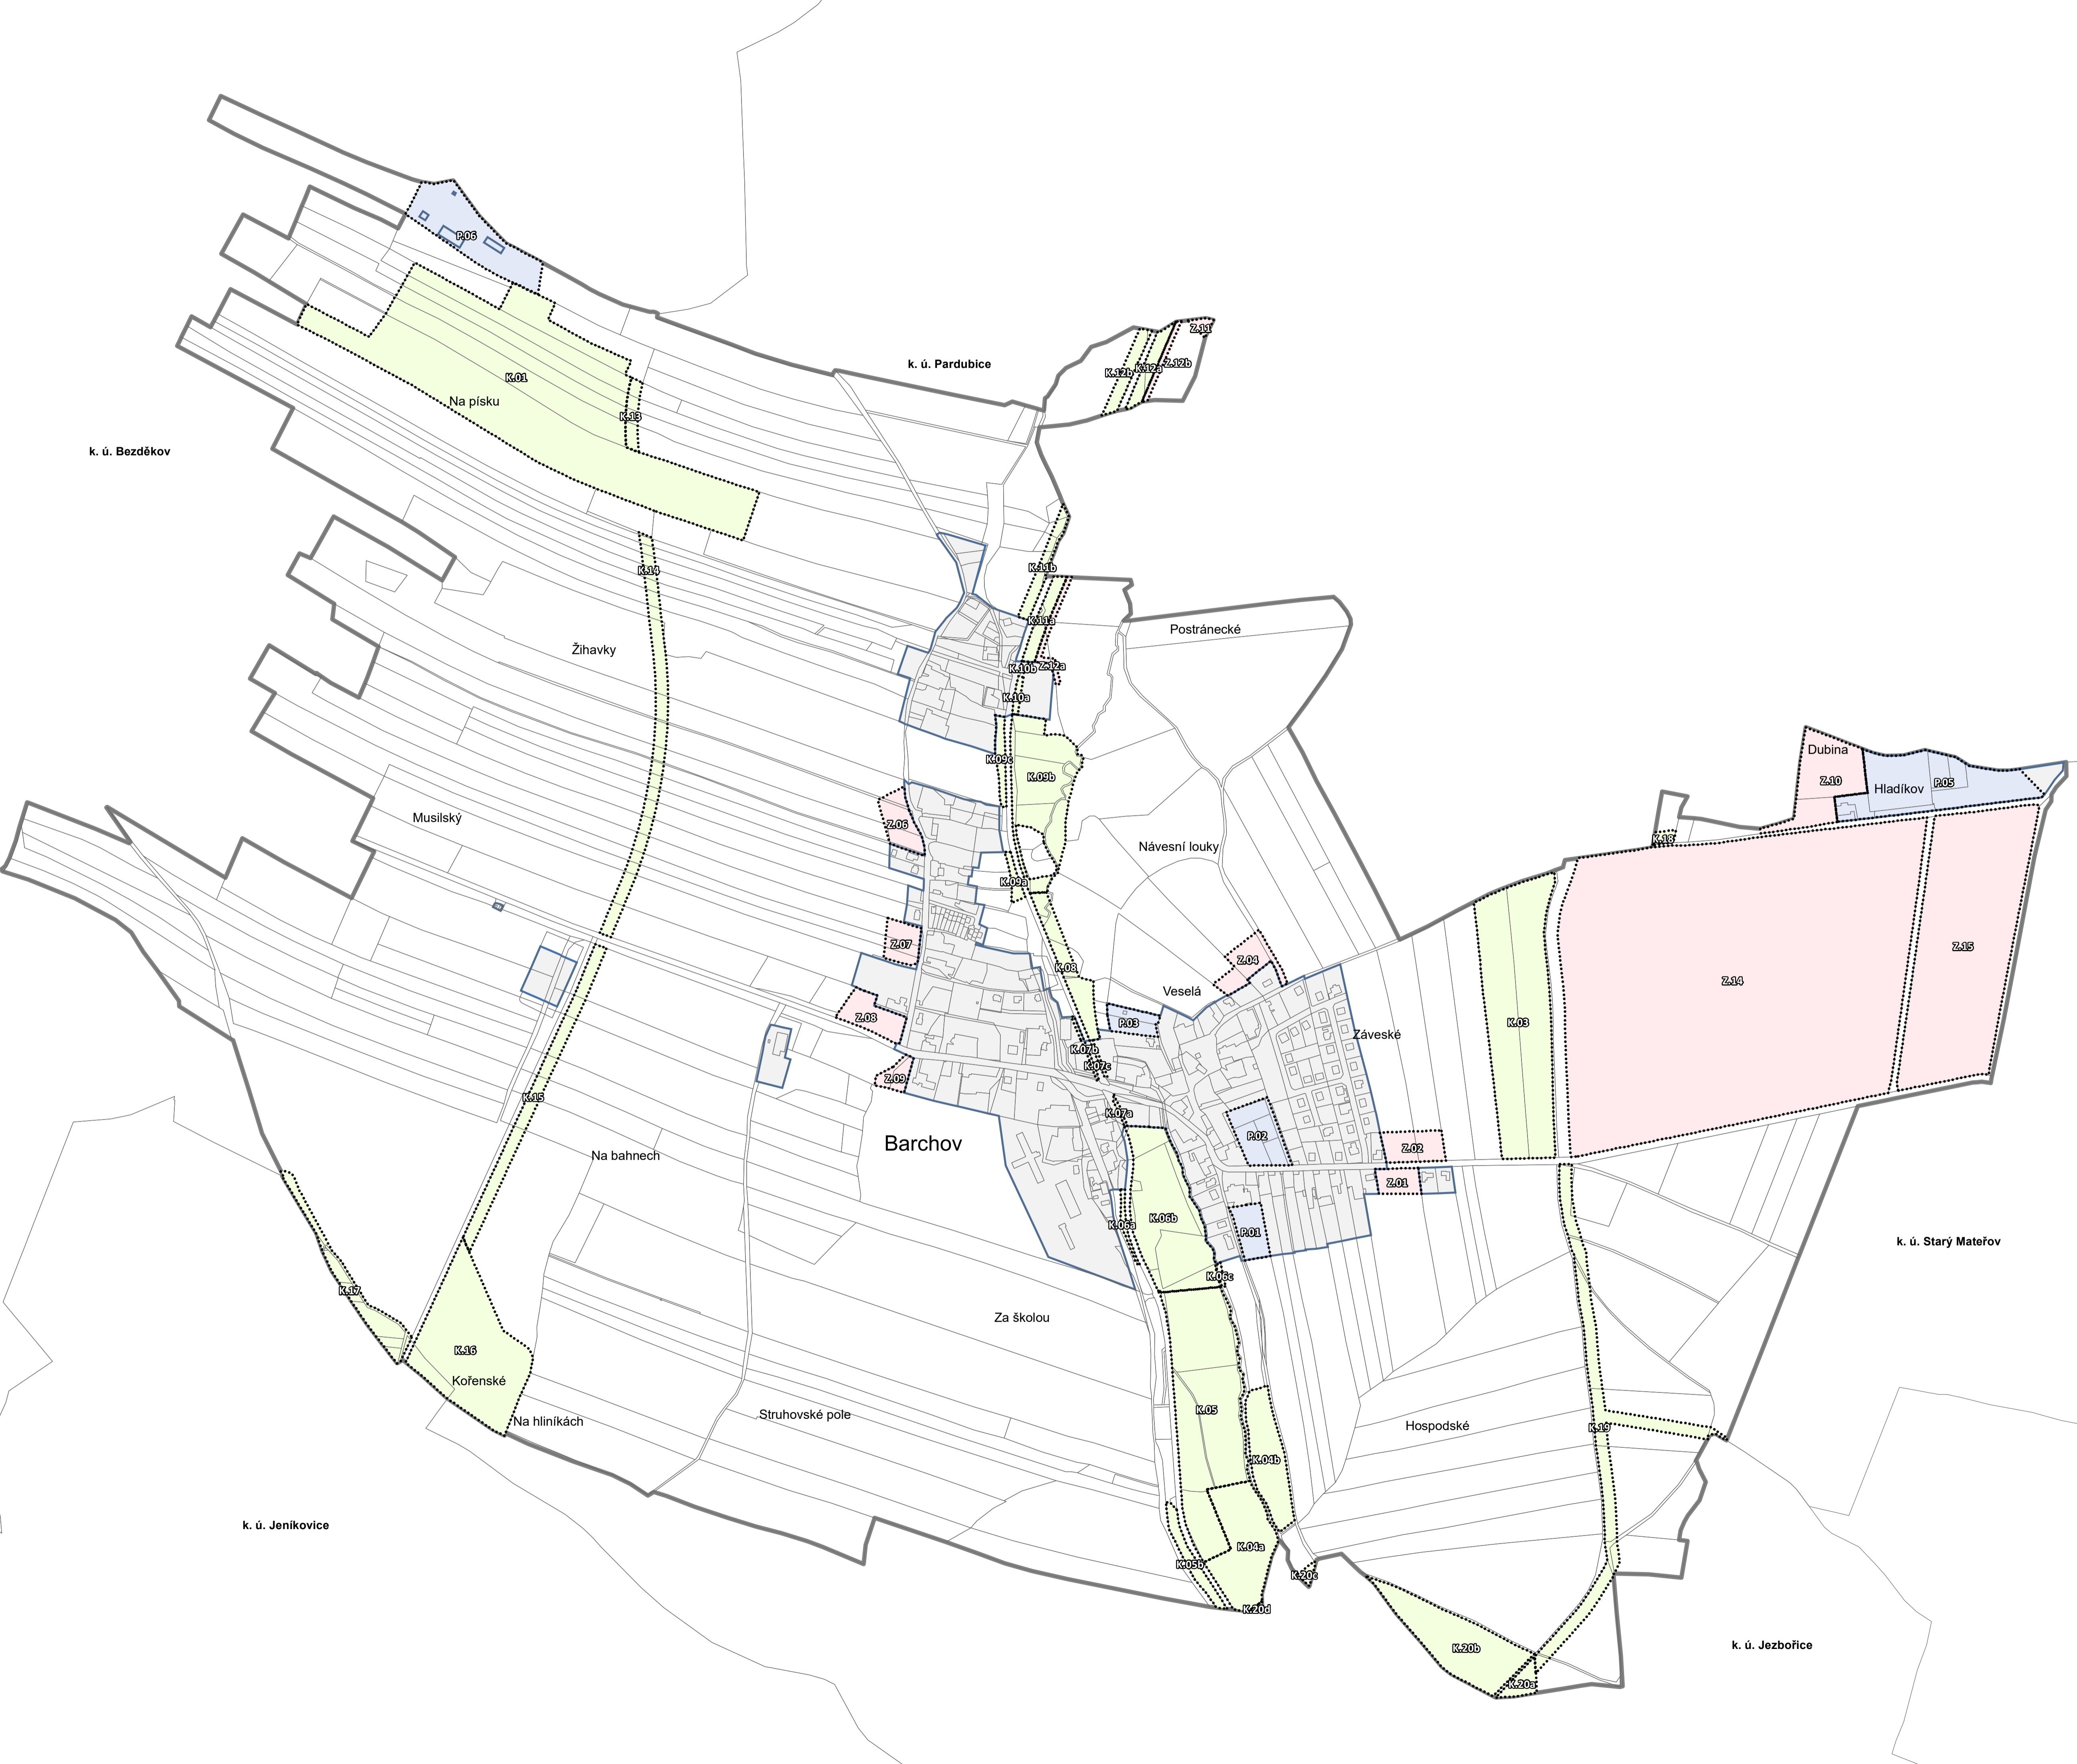 P.06
Z.11
k. ú. Pardubice
Z.12b
K.12a
K.12b
K.01
Na písku
K.13
k. ú. Bezděkov
K.11b
K.14
K.11a
Postránecké
Žihavky
Z.12a
K.10b
K.10a
Dubina
K.09c
K.09b
Z.10
P.05
Hladíkov
Musilský
Z.06
K.18
Návesní louky
K.09a
Z.07
Z.04
Z.15
K.08
Z.14
Veselá
Z.08
P.03
K.03
Záveské
K.07b
K.07c
Z.09
K.15
K.07a
Barchov
P.02
Z.02
Na bahnech
Z.01
K.06b
K.06a
P.01
k. ú. Starý Mateřov
K.06c
K.17
Za školou
K.16
Kořenské
K.05
Struhovské pole
Na hliníkách
Hospodské
K.19
K.04b
k. ú. Jeníkovice
K.04a
K.05b
K.20c
K.20d
K.20b
k. ú. Jezbořice
K.20a